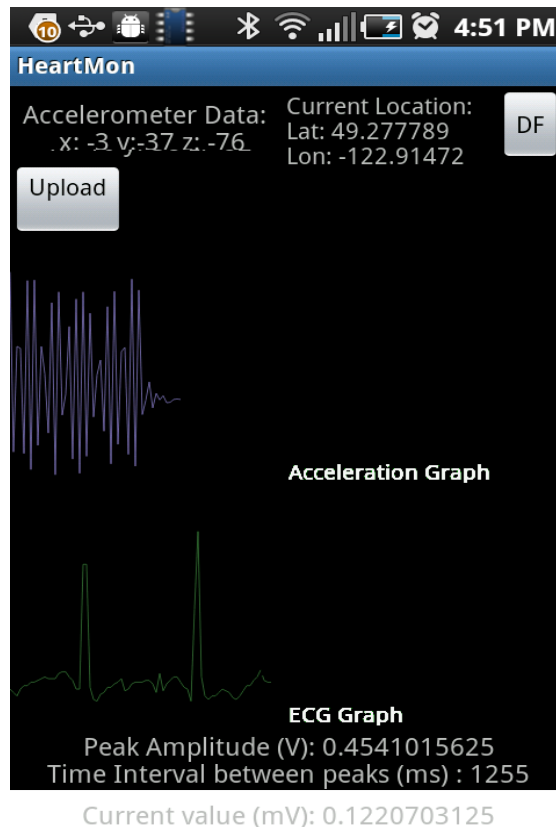 10 4:51 PM
HeartMon
Accelerometer Data:
x: -3 y:-37 z: -76
Current Location:
Lat: 49.277789
Lon: -122.91472
DF
Upload
Acceleration Graph
ECG Graph
Peak Amplitude (V): 0.4541015625
Time Interval between peaks (ms) : 1255
Current value (mV): 0.1220703125